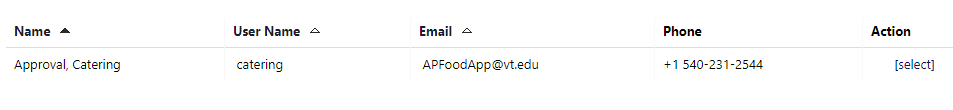 Name User Name Email Phone Action
Approval, Catering catering APFoodApp@vt.edu +1 540-231-2544 [select]